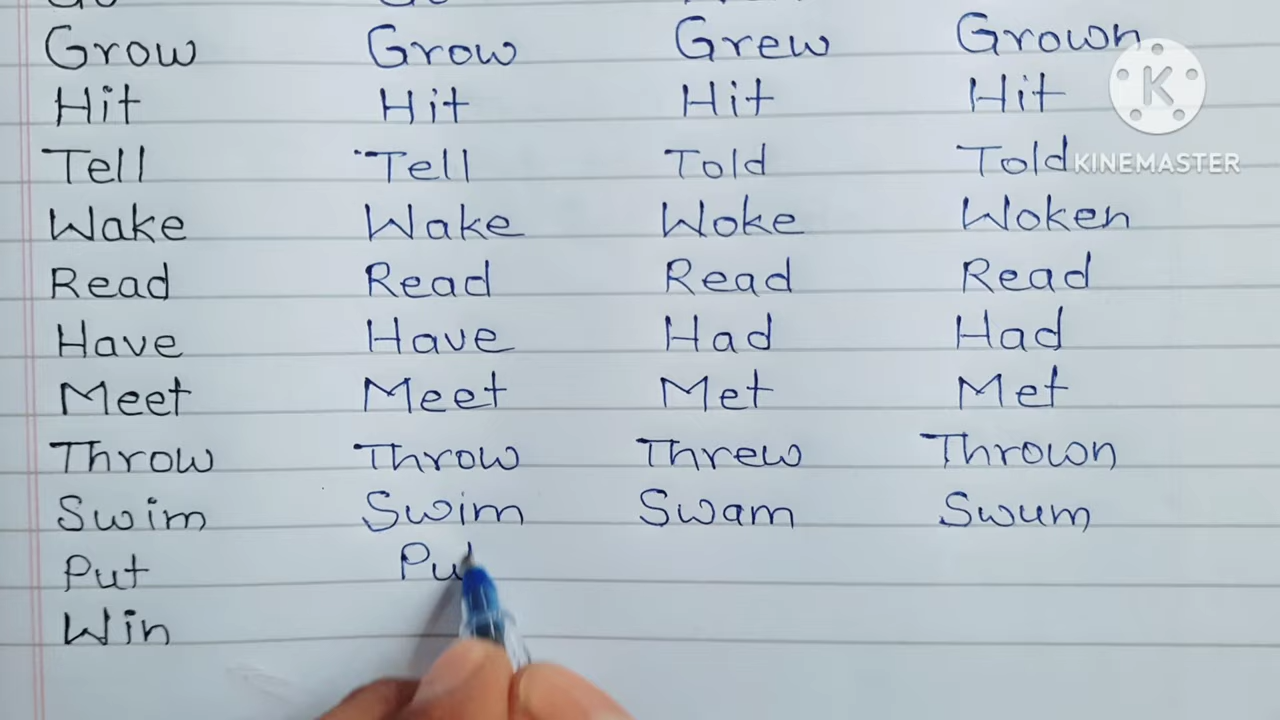 Grow Grow Grew Grown
Hit Hit Hit Hit
Tell Tell Told Told
KINEMASTER
Wake Wake Woke Woken
Read Read Read Read
Have Have Had Had
Meet Meet Met Met
Throw Throw Threw Thrown
Swim Swim Swam Swum
Put Pu
Win